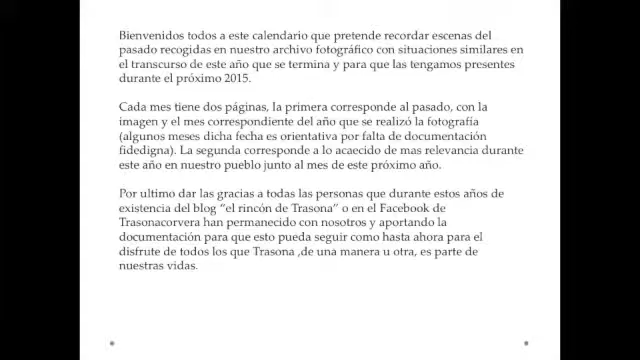 Bienvenidos todos a este calendario que pretende recordar escenas del
pasado recogidas en nuestro archivo fotográfico con situaciones similares en
el transcurso de este año que se termina y para que las tengamos presentes
durante el próximo 2015.
Cada mes tiene dos páginas, la primera corresponde al pasado, con la
imagen y el mes correspondiente del año que se realizó la fotografía
(algunos meses dicha fecha es orientativa por falta de documentación
fidedigna). La segunda corresponde a lo acaecido de mas relevancia durante
este año en nuestro pueblo junto al mes de este próximo año.
Por ultimo dar las gracias a todas las personas que durante estos años de
existencia del blog “el rincón de Trasona” o en el Facebook de
Trasonacorvera han permanecido con nosotros y aportando la
documentación para que esto pueda seguir como hasta ahora para el
disfrute de todos los que Trasona ,de una manera u otra, es parte de
nuestras vidas.